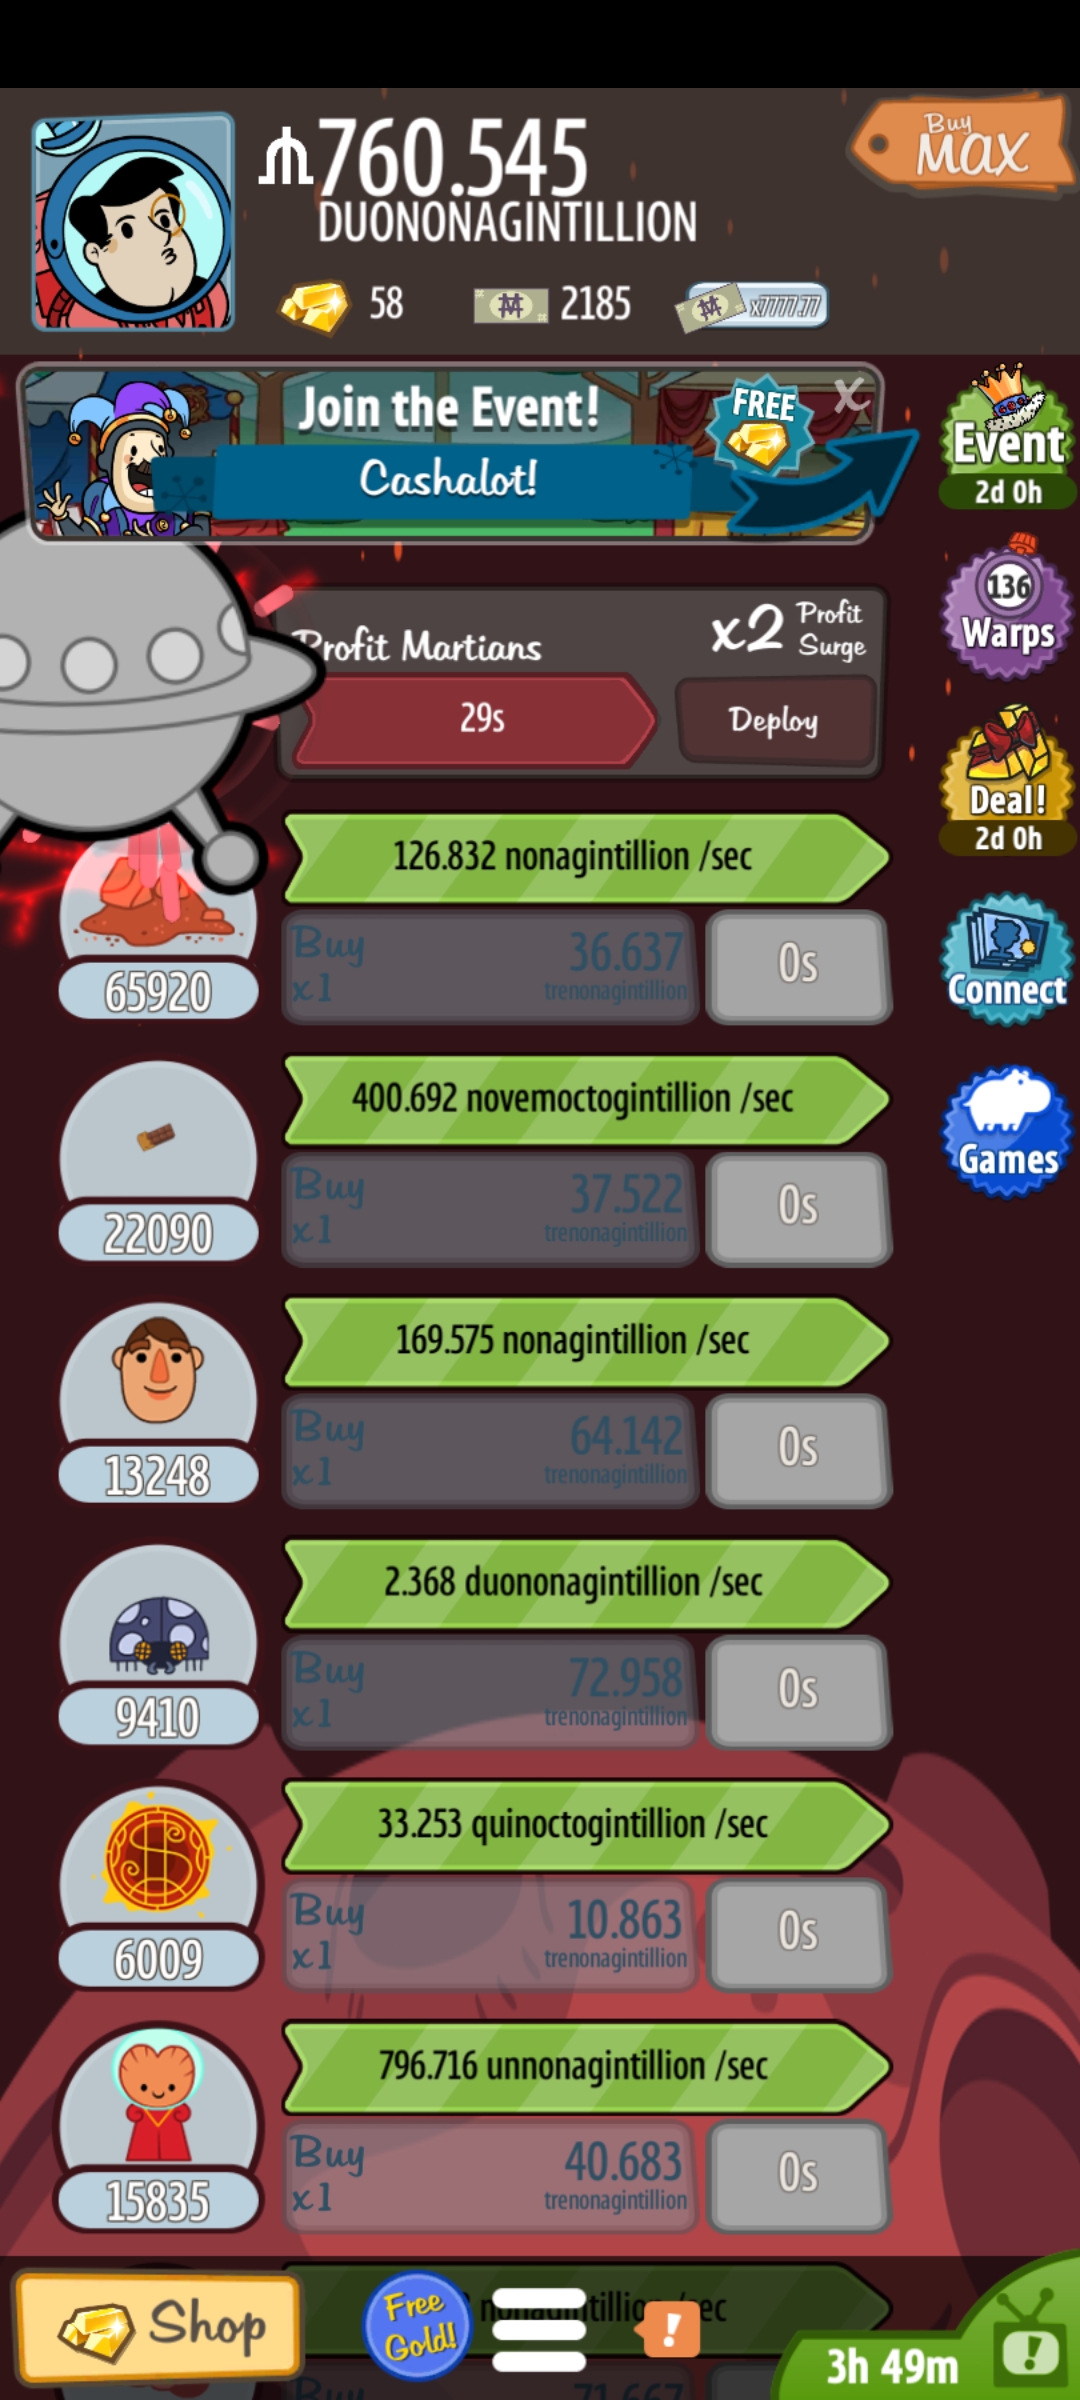 760.545
DUONONAGINTILLION
Buy
MAX
58
2185
x7777.77
Join the Event!
Cashalot!
FREE
X
Event
2d 0h
136
Warps
Profit Martians
x2 Profit Surge
29s
Deploy
Deal!
2d 0h
126.832 nonagintillion /sec
Buy
x1
36.637
trenonagintillion
0s
65920
Connect
400.692 novemoctogintillion /sec
Buy
x1
37.522
trenonagintillion
0s
22090
Games
169.575 nonagintillion /sec
Buy
x1
64.142
trenonagintillion
0s
13248
2.368 duononagintillion /sec
Buy
x1
72.958
trenonagintillion
0s
9410
33.253 quinoctogintillion /sec
Buy
x1
10.863
trenonagintillion
0s
6009
796.716 unnonagintillion /sec
Buy
x1
40.683
trenonagintillion
0s
15835
Shop
Free
Gold!
!
3h 49m
!
Buy
71.667